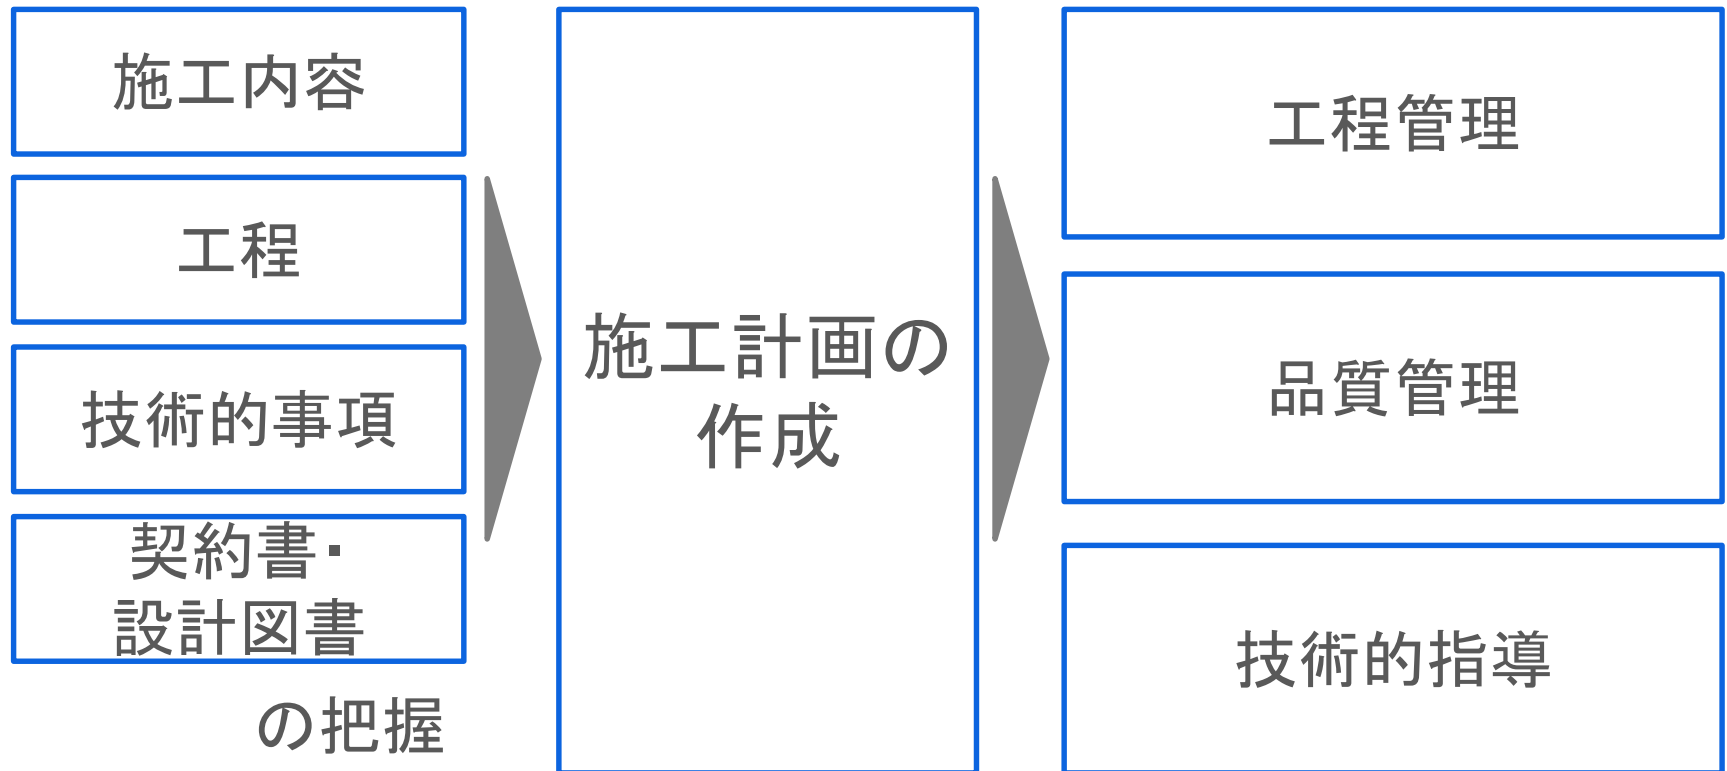 施工内容
工程
技術的事項
契約書・
設計図書
の把握
施工計画の
作成
工程管理
品質管理
技術的指導